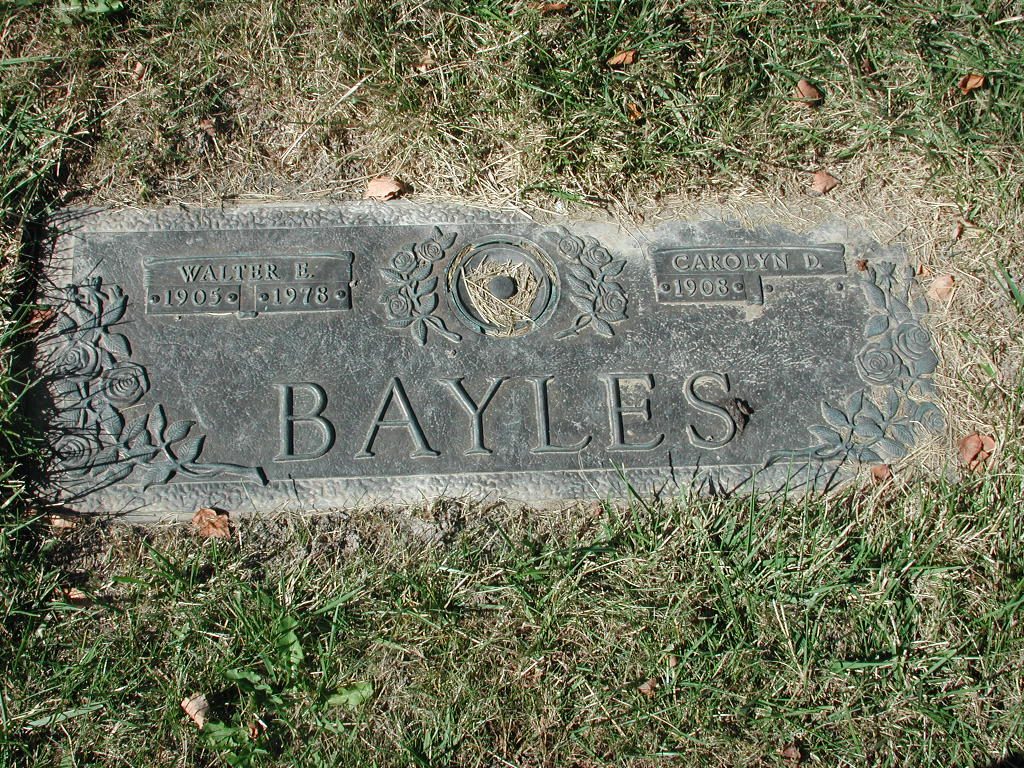 WALTER E.
1905 1978
CAROLYN D.
1908
BAYLES